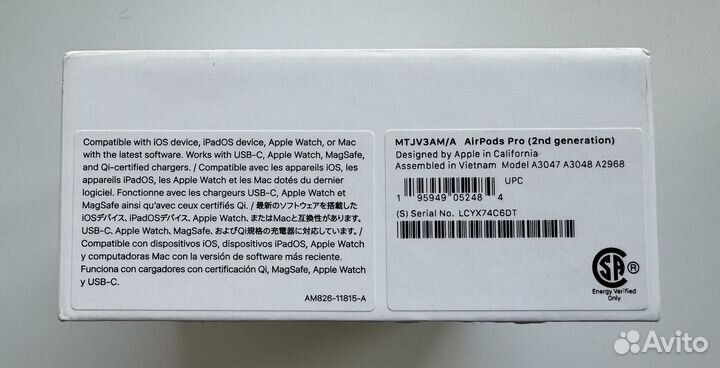 Compatible with iOS device, iPadOS device, Apple Watch, or Mac
with the latest software. Works with USB-C, Apple Watch, MagSafe,
and Qi-certified chargers. / Compatible avec les appareils iOS, les
appareils iPadOS, les Apple Watch et les Mac dotés du dernier
logiciel. Fonctionne avec les chargeurs USB-C, Apple Watch et
MagSafe ainsi qu'avec ceux certifiés Qi. / 最新のソフトウェアを搭載した
iOSデバイス、iPadOSデバイス、Apple Watch、またはMacと互換性があります。
USB-C、Apple Watch、MagSafe、およびQi規格の充電器に対応しています。
/ Compatible con dispositivos iOS, dispositivos iPadOS, Apple Watch
y computadoras Mac con la versión de software más reciente.
Funciona con cargadores con certificación Qi, MagSafe, Apple Watch
y USB-C.
AM826-11815-A
MTJV3AM/A AirPods Pro (2nd generation)
Designed by Apple in California
Assembled in Vietnam Model A3047 A3048 A2968
UPC
1 95949 05248 4
(S) Serial No. LCYX74C6DT
SA ®
Energy Verified
Only
Avito